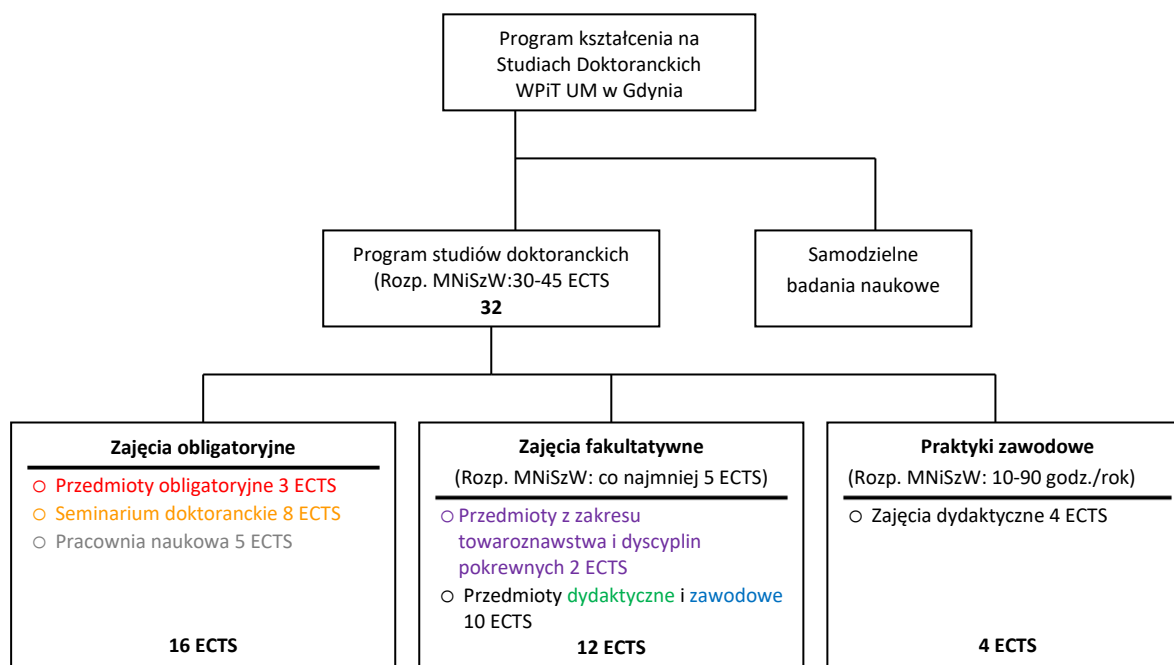 Program kształcenia na
Studiach Doktoranckich
WPiT UM w Gdynia
Program studiów doktoranckich
(Rozp. MNiSzW:30-45 ECTS
32
Samodzielne
badania naukowe
Zajęcia obligatoryjne
○ Przedmioty obligatoryjne 3 ECTS
○ Seminarium doktoranckie 8 ECTS
○ Pracownia naukowa 5 ECTS
16 ECTS
Zajęcia fakultatywne
(Rozp. MNiSzW: co najmniej 5 ECTS)
○ Przedmioty z zakresu
towaroznawstwa i dyscyplin
pokrewnych 2 ECTS
○ Przedmioty dydaktyczne i zawodowe
10 ECTS
12 ECTS
Praktyki zawodowe
(Rozp. MNiSzW: 10-90 godz./rok)
○ Zajęcia dydaktyczne 4 ECTS
4 ECTS